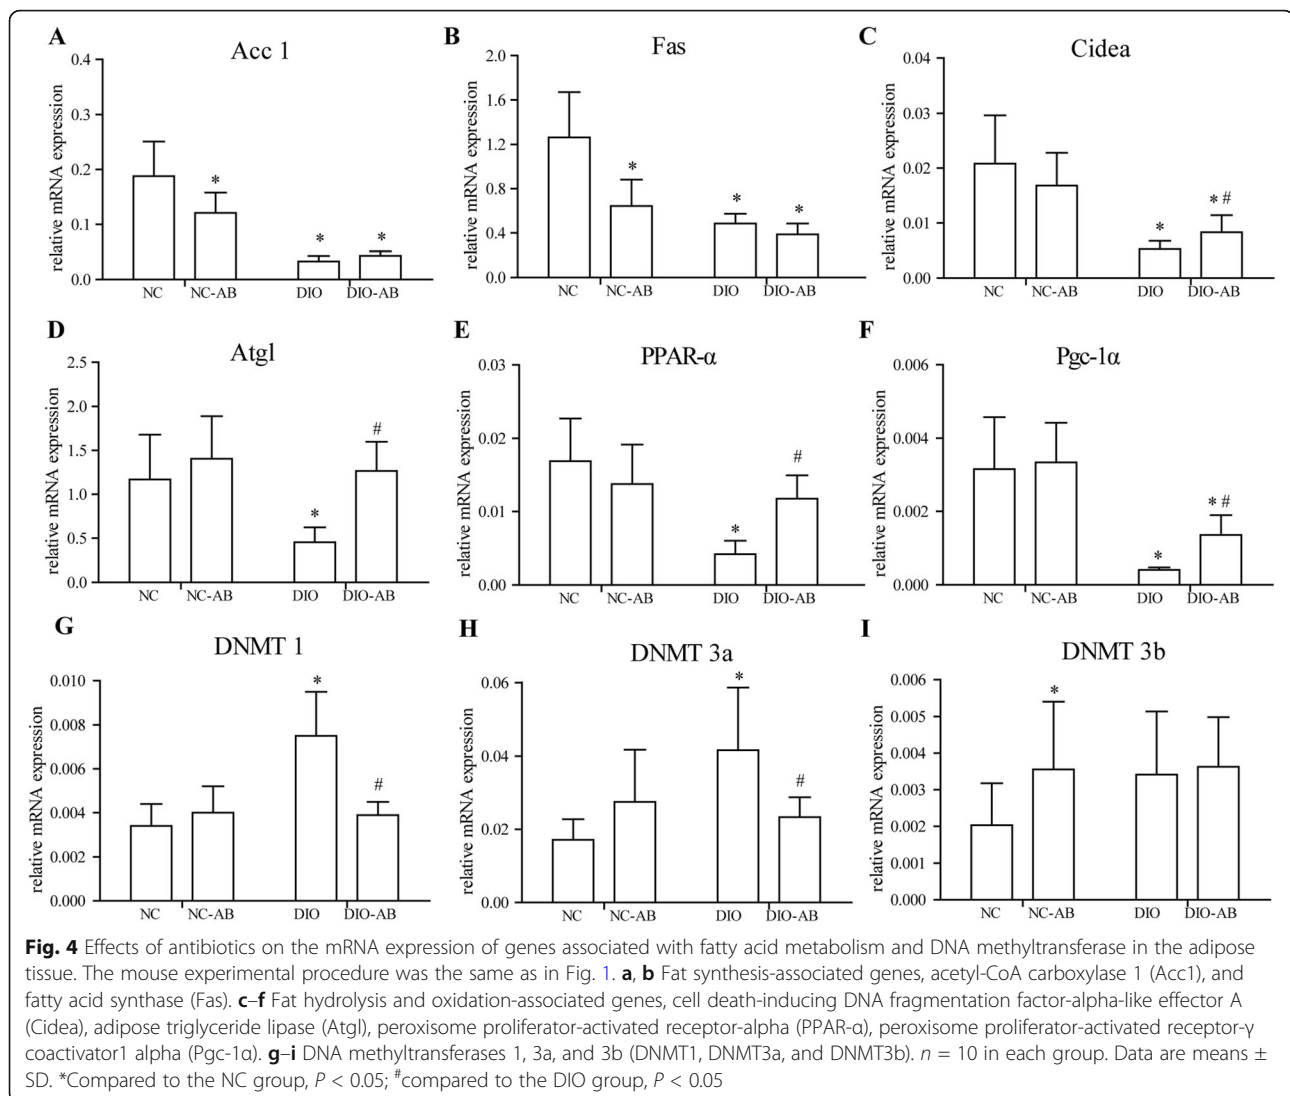 A
Acc 1
relative mRNA expression
0.4
0.3
0.2
0.1
0.0
*
*
*
NC NC-AB DIO DIO-AB
B
Fas
relative mRNA expression
2.0
1.6
1.2
0.8
0.4
0.0
*
*
*
NC NC-AB DIO DIO-AB
C
Cidea
relative mRNA expression
0.04
0.03
0.02
0.01
0.00
*
* #
NC NC-AB DIO DIO-AB
D
Atgl
relative mRNA expression
2.5
2.0
1.5
1.0
0.5
0.0
*
#
NC NC-AB DIO DIO-AB
E
PPAR-α
relative mRNA expression
0.03
0.02
0.01
0.00
*
#
NC NC-AB DIO DIO-AB
F
Pgc-1α
relative mRNA expression
0.006
0.004
0.002
0.000
*
* #
NC NC-AB DIO DIO-AB
G
DNMT 1
relative mRNA expression
0.010
0.008
0.006
0.004
0.002
0.000
*
#
NC NC-AB DIO DIO-AB
H
DNMT 3a
relative mRNA expression
0.06
0.04
0.02
0.00
*
#
NC NC-AB DIO DIO-AB
I
DNMT 3b
relative mRNA expression
0.006
0.005
0.004
0.003
0.002
0.001
0.000
*
NC NC-AB DIO DIO-AB
Fig. 4 Effects of antibiotics on the mRNA expression of genes associated with fatty acid metabolism and DNA methyltransferase in the adipose
tissue. The mouse experimental procedure was the same as in Fig. 1. a, b Fat synthesis-associated genes, acetyl-CoA carboxylase 1 (Acc1), and
fatty acid synthase (Fas). c–f Fat hydrolysis and oxidation-associated genes, cell death-inducing DNA fragmentation factor-alpha-like effector A
(Cidea), adipose triglyceride lipase (Atgl), peroxisome proliferator-activated receptor-alpha (PPAR-α), peroxisome proliferator-activated receptor-γ
coactivator1 alpha (Pgc-1α). g–i DNA methyltransferases 1, 3a, and 3b (DNMT1, DNMT3a, and DNMT3b). n = 10 in each group. Data are means ±
SD. *Compared to the NC group, P < 0.05; #compared to the DIO group, P < 0.05